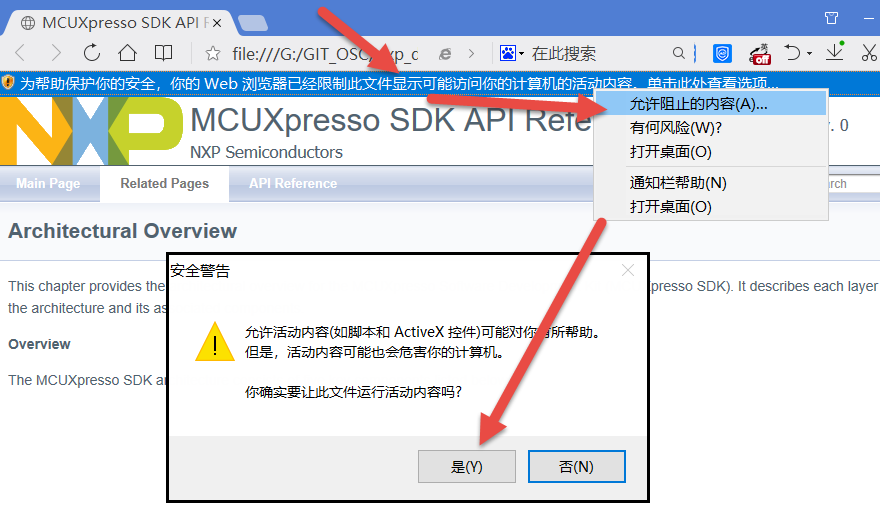 MCUXpresso SDK API R
file:///G:/GIT_OSC/
在此搜索
英
off
为帮助保护你的安全，你的 Web 浏览器已经限制此文件显示可能访问你的计算机的活动内容。单击此处查看选项...
允许阻止的内容(A)...
有何风险(W)?
打开桌面(O)
通知栏帮助(N)
打开桌面(O)
NXP
MCUXpresso SDK API Refe
. 0
NXP Semiconductors
Main Page
Related Pages
API Reference
rch
Architectural Overview
This chapter provides the
presso SDK). It describes each layer
the architecture and its as
Overview
The MCUXpresso SDK ar
安全警告
允许活动内容(如脚本和 ActiveX 控件)可能对你有所帮助。
但是，活动内容可能也会危害你的计算机。
你确实要让此文件运行活动内容吗?
是(Y)
否(N)